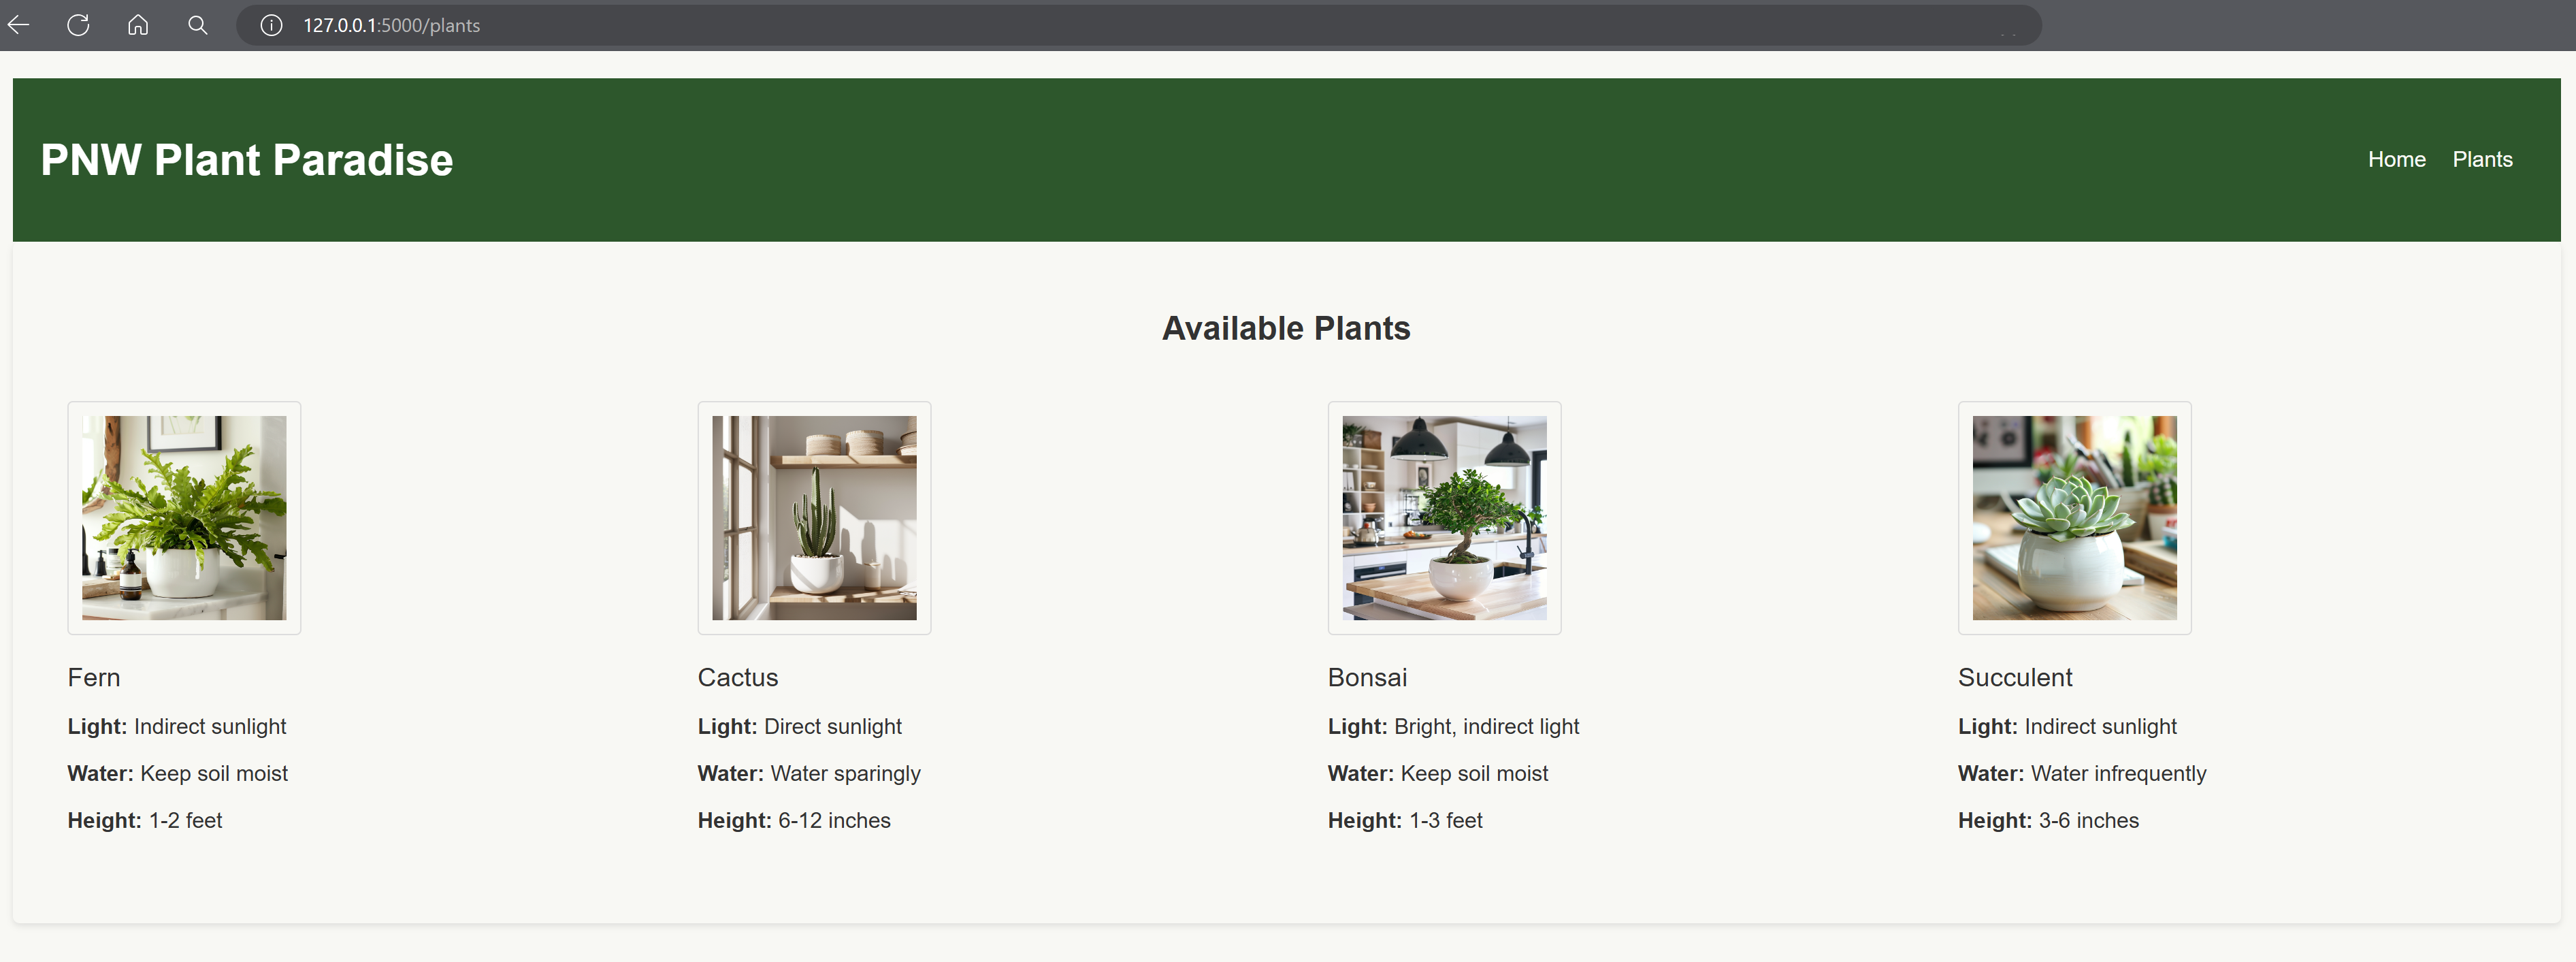 127.0.0.1:5000/plants
PNW Plant Paradise
Home Plants
Available Plants
Fern
Light: Indirect sunlight
Water: Keep soil moist
Height: 1-2 feet
Cactus
Light: Direct sunlight
Water: Water sparingly
Height: 6-12 inches
Bonsai
Light: Bright, indirect light
Water: Keep soil moist
Height: 1-3 feet
Succulent
Light: Indirect sunlight
Water: Water infrequently
Height: 3-6 inches